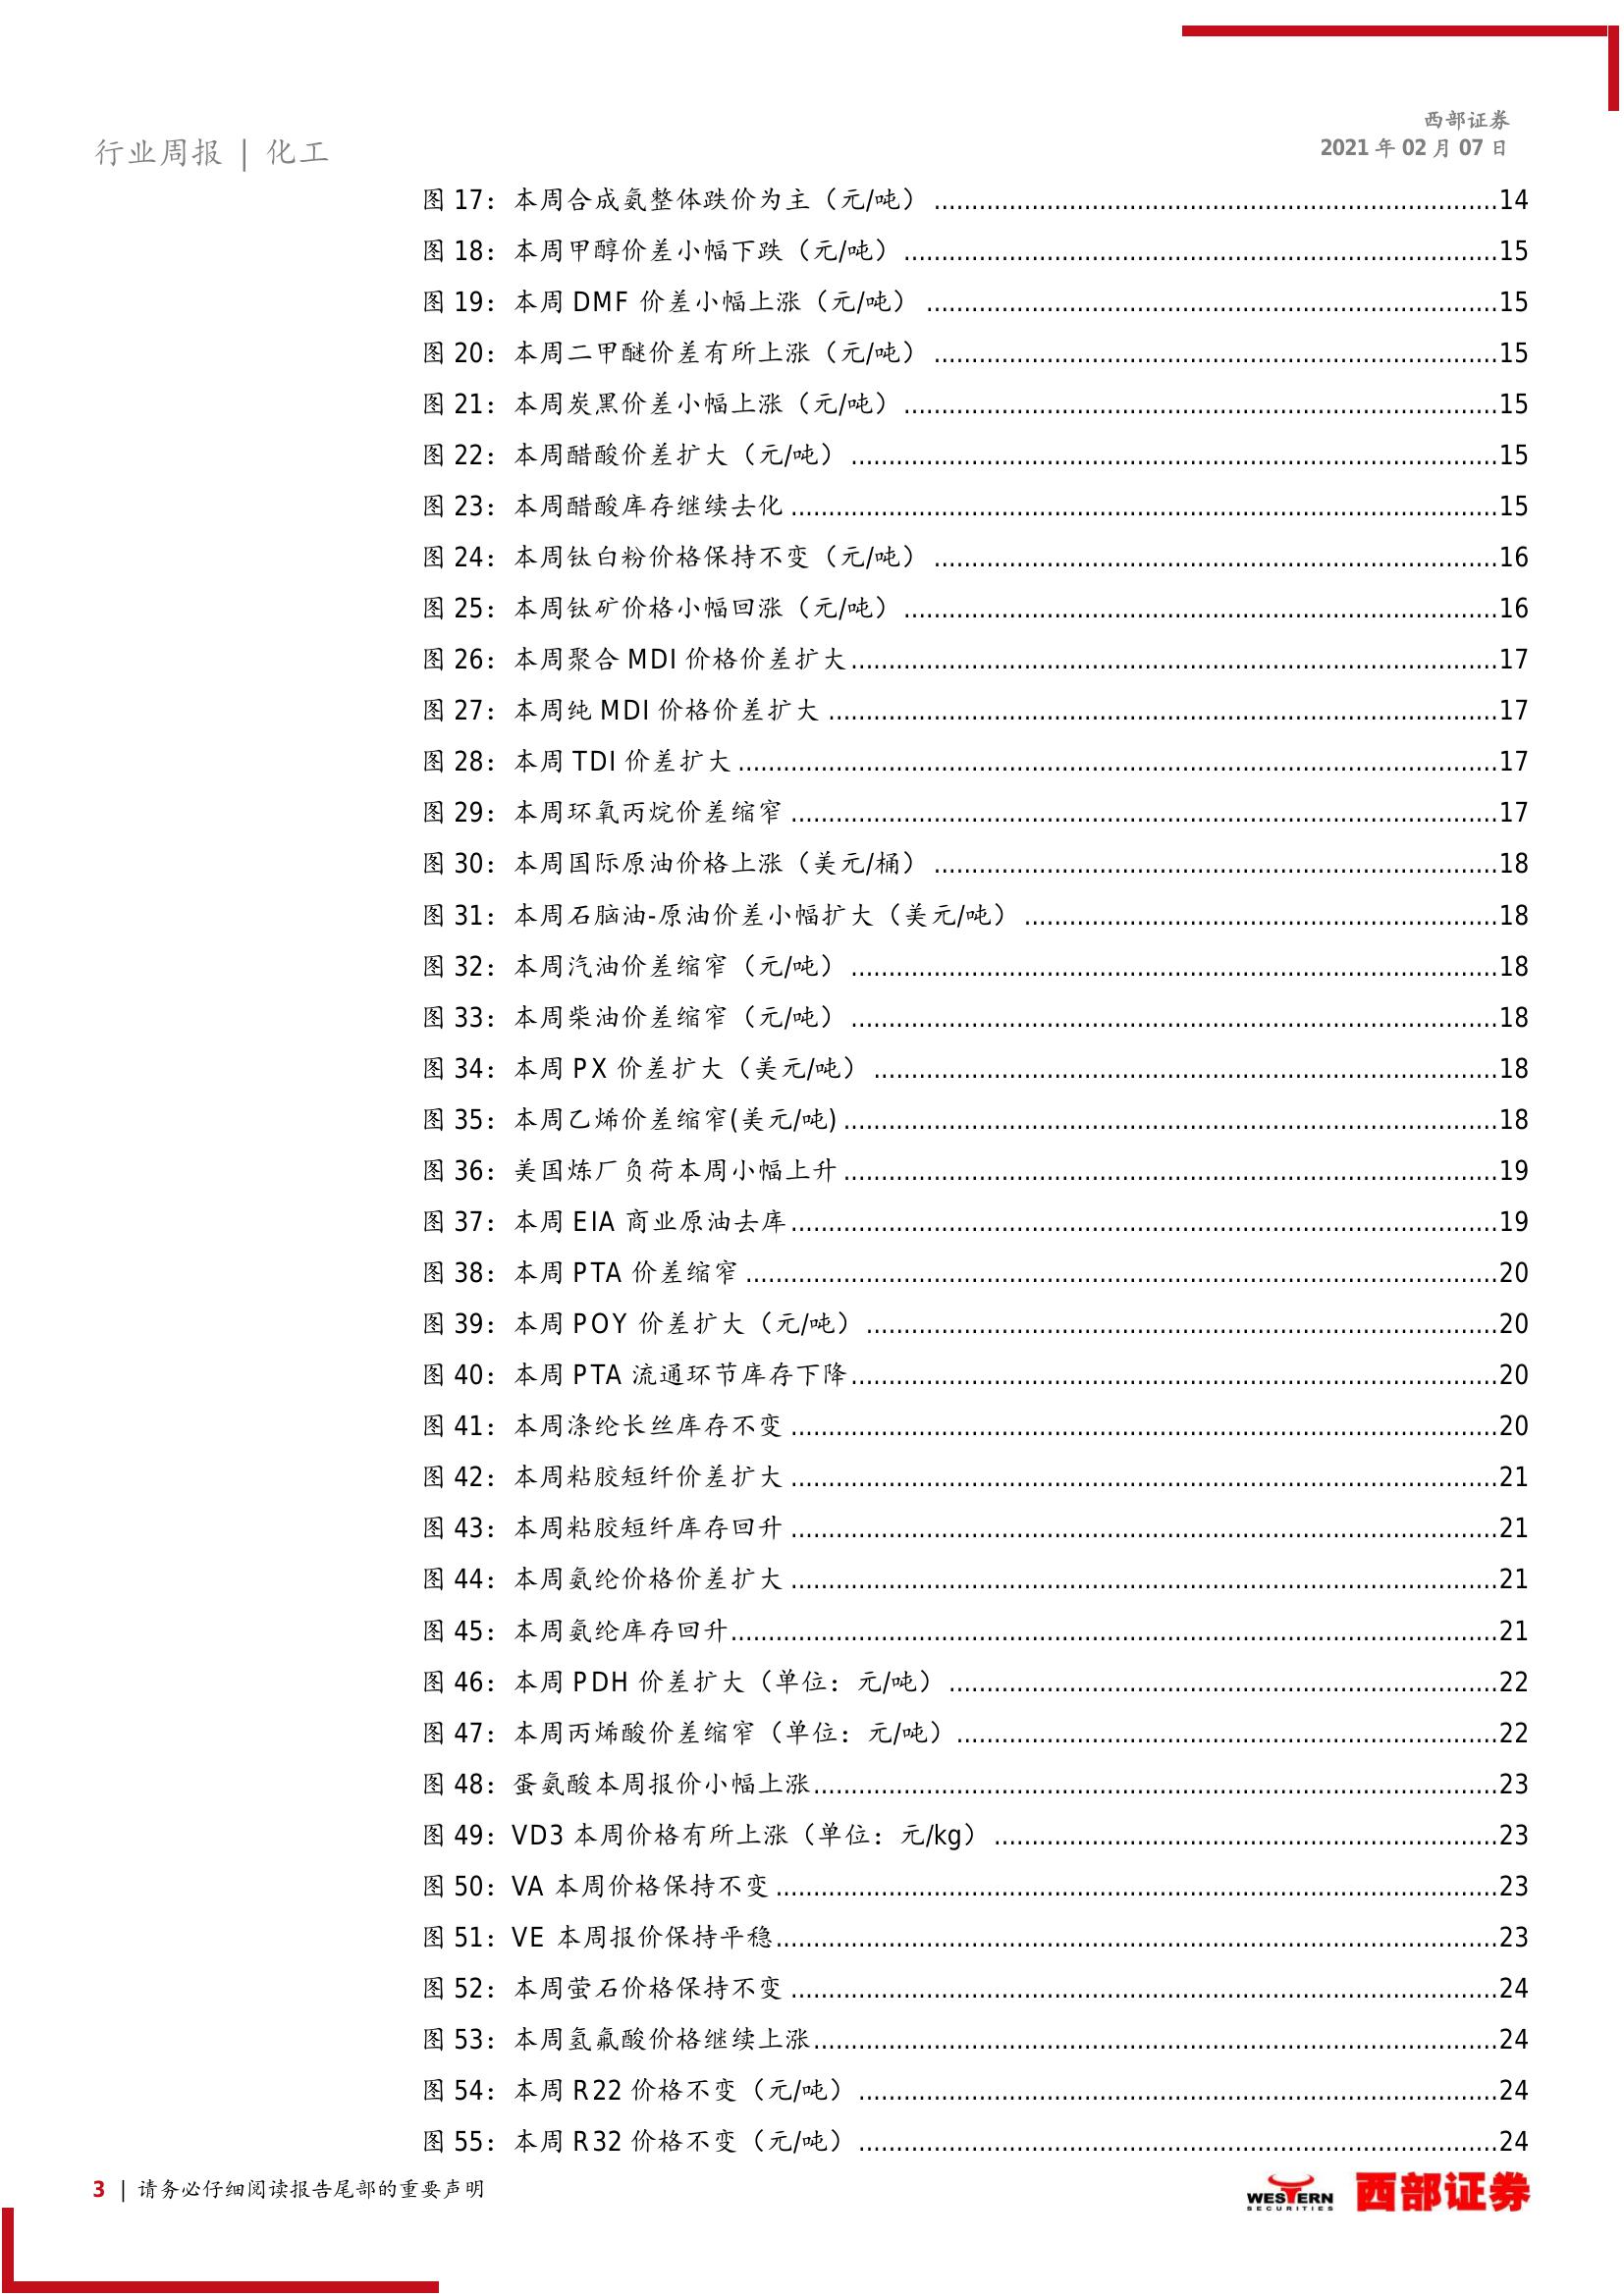 西部证券
行业周报 | 化工
2021 年 02 月 07 日
图 17：本周合成氨整体跌价为主（元/吨）......14
图 18：本周甲醇价差小幅下跌（元/吨）......15
图 19：本周 DMF 价差小幅上涨（元/吨）......15
图 20：本周二甲醚价差有所上涨（元/吨）......15
图 21：本周炭黑价差小幅上涨（元/吨）......15
图 22：本周醋酸价差扩大（元/吨）......15
图 23：本周醋酸库存继续去化......15
图 24：本周钛白粉价格保持不变（元/吨）......16
图 25：本周钛矿价格小幅回涨（元/吨）......16
图 26：本周聚合 MDI 价格价差扩大......17
图 27：本周纯 MDI 价格价差扩大......17
图 28：本周 TDI 价差扩大......17
图 29：本周环氧丙烷价差缩窄......17
图 30：本周国际原油价格上涨（美元/桶）......18
图 31：本周石脑油-原油价差小幅扩大（美元/吨）......18
图 32：本周汽油价差缩窄（元/吨）......18
图 33：本周柴油价差缩窄（元/吨）......18
图 34：本周 PX 价差扩大（美元/吨）......18
图 35：本周乙烯价差缩窄(美元/吨)......18
图 36：美国炼厂负荷本周小幅上升......19
图 37：本周 EIA 商业原油去库......19
图 38：本周 PTA 价差缩窄......20
图 39：本周 POY 价差扩大（元/吨）......20
图 40：本周 PTA 流通环节库存下降......20
图 41：本周涤纶长丝库存不变......20
图 42：本周粘胶短纤价差扩大......21
图 43：本周粘胶短纤库存回升......21
图 44：本周氨纶价格价差扩大......21
图 45：本周氨纶库存回升......21
图 46：本周 PDH 价差扩大（单位：元/吨）......22
图 47：本周丙烯酸价差缩窄（单位：元/吨）......22
图 48：蛋氨酸本周报价小幅上涨......23
图 49：VD3 本周价格有所上涨（单位：元/kg）......23
图 50：VA 本周价格保持不变......23
图 51：VE 本周报价保持平稳......23
图 52：本周萤石价格保持不变......24
图 53：本周氢氟酸价格继续上涨......24
图 54：本周 R22 价格不变（元/吨）......24
图 55：本周 R32 价格不变（元/吨）......24
3 | 请务必仔细阅读报告尾部的重要声明
WESTERN
SECURITIES
西部证券